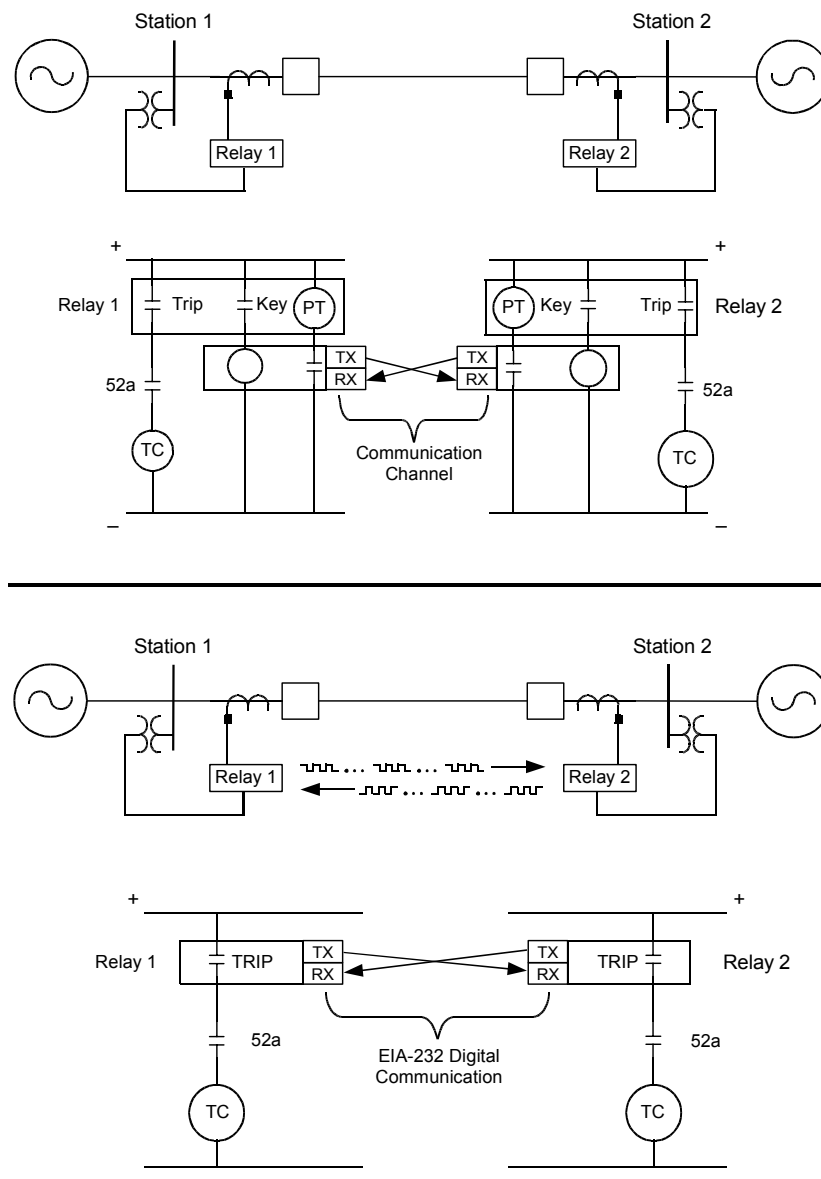 Station 1 Station 2
Relay 1 Relay 2
+ +
Relay 1 Trip Key PT PT Key Trip Relay 2
TX TX
RX RX
52a 52a
TC TC
Communication
Channel
– –
Station 1 Station 2
Relay 1 Relay 2
+ +
Relay 1 TRIP TX TX TRIP Relay 2
RX RX
52a 52a
EIA-232 Digital
Communication
TC TC